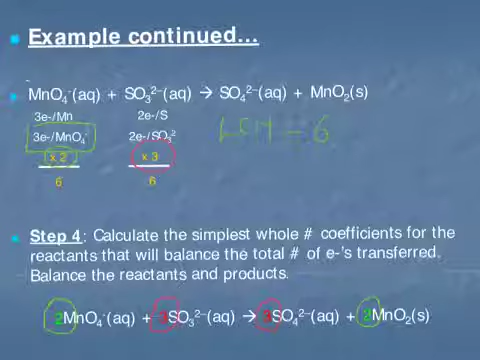 Example continued...
MnO₄⁻(aq) + SO₃²⁻(aq) → SO₄²⁻(aq) + MnO₂(s)
3e-/Mn 2e-/S
3e-/MnO₄⁻ 2e-/SO₃²
x 2 x 3
6 6
LCM = 6
Step 4: Calculate the simplest whole # coefficients for the
reactants that will balance the total # of e-'s transferred.
Balance the reactants and products.
2MnO₄⁻(aq) + 3SO₃²⁻(aq) → 3SO₄²⁻(aq) + 2MnO₂(s)